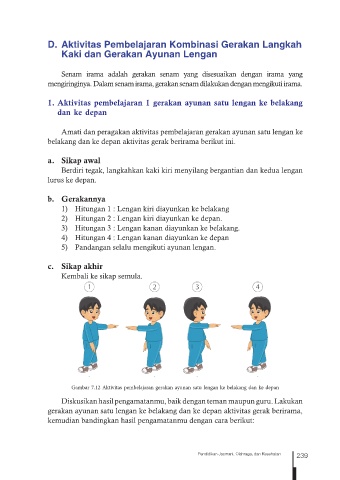 D. Aktivitas Pembelajaran Kombinasi Gerakan Langkah
Kaki dan Gerakan Ayunan Lengan
Senam irama adalah gerakan senam yang disesuaikan dengan irama yang
mengiringinya. Dalam senam irama, gerakan senam dilakukan dengan mengikuti irama.
1. Aktivitas pembelajaran 1 gerakan ayunan satu lengan ke belakang
dan ke depan
Amati dan peragakan aktivitas pembelajaran gerakan ayunan satu lengan ke
belakang dan ke depan aktivitas gerak berirama berikut ini.
a. Sikap awal
Berdiri tegak, langkahkan kaki kiri menyilang bergantian dan kedua lengan
lurus ke depan.
b. Gerakannya
1) Hitungan 1 : Lengan kiri diayunkan ke belakang
2) Hitungan 2 : Lengan kiri diayunkan ke depan.
3) Hitungan 3 : Lengan kanan diayunkan ke belakang.
4) Hitungan 4 : Lengan kanan diayunkan ke depan
5) Pandangan selalu mengikuti ayunan lengan.
c. Sikap akhir
Kembali ke sikap semula.
1 2 3 4
Gambar 7.12 Aktivitas pembelajaran gerakan ayunan satu lengan ke belakang dan ke depan
Diskusikan hasil pengamatanmu, baik dengan teman maupun guru. Lakukan
gerakan ayunan satu lengan ke belakang dan ke depan aktivitas gerak berirama,
kemudian bandingkan hasil pengamatanmu dengan cara berikut:
Pendidikan Jasmani, Olahraga, dan Kesehatan 239